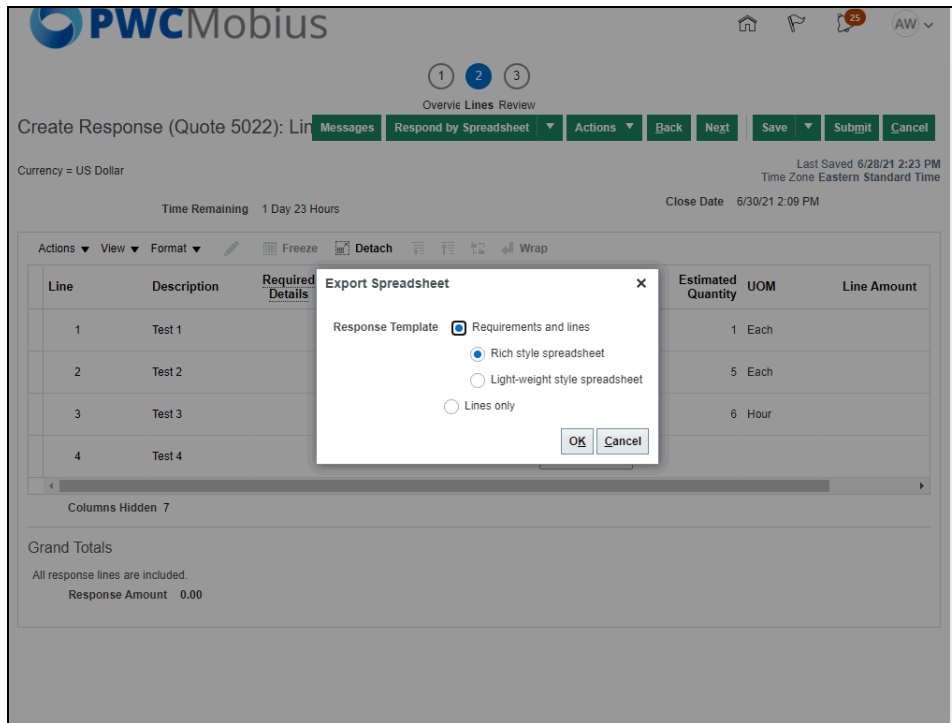 PWCMobius
25
AW
1 2 3
Overvie Lines Review
Create Response (Quote 5022): Lin
Messages Respond by Spreadsheet Actions Back Next Save Submit Cancel
Last Saved 6/28/21 2:23 PM
Currency = US Dollar
Time Zone Eastern Standard Time
Time Remaining 1 Day 23 Hours
Close Date 6/30/21 2:09 PM
Actions View Format Freeze Detach Wrap
Line Description Required Details Estimated Quantity UOM Line Amount
1 Test 1 1 Each
2 Test 2 5 Each
3 Test 3 6 Hour
4 Test 4
Export Spreadsheet
Response Template Requirements and lines
Rich style spreadsheet
Light-weight style spreadsheet
Lines only
OK Cancel
Columns Hidden 7
Grand Totals
All response lines are included.
Response Amount 0.00